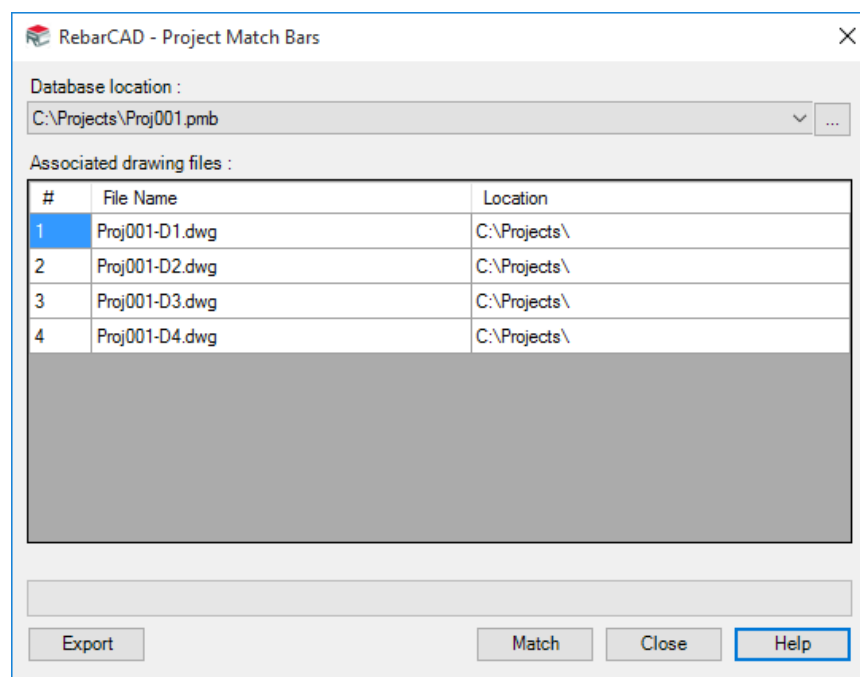 RebarCAD - Project Match Bars
Database location :
C:\Projects\Proj001.pmb ...
Associated drawing files :
# File Name Location
1 Proj001-D1.dwg C:\Projects\
2 Proj001-D2.dwg C:\Projects\
3 Proj001-D3.dwg C:\Projects\
4 Proj001-D4.dwg C:\Projects\
Export Match Close Help